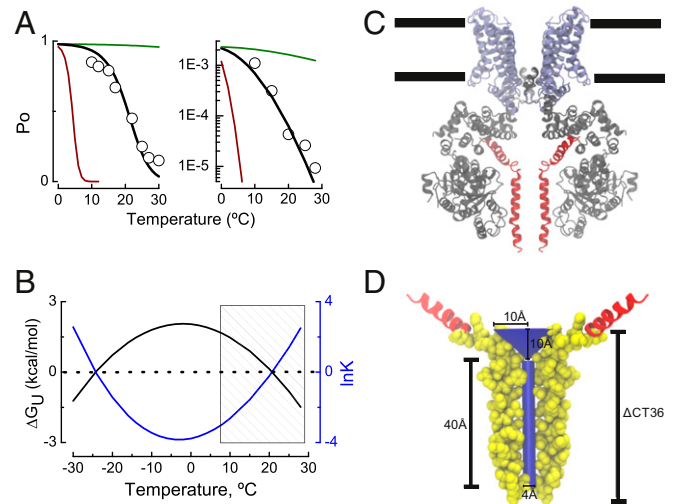 A
C
1
Po
0
0 10 20 30
1E-3
1E-4
1E-5
0 10 20 30
Temperature (ºC)
B
D
3
0
-3
ΔGU (kcal/mol)
4
0
-4
lnK
-30 -20 -10 0 10 20 30
Temperature, ºC
10Å
10Å
40Å
4Å
ΔCT36